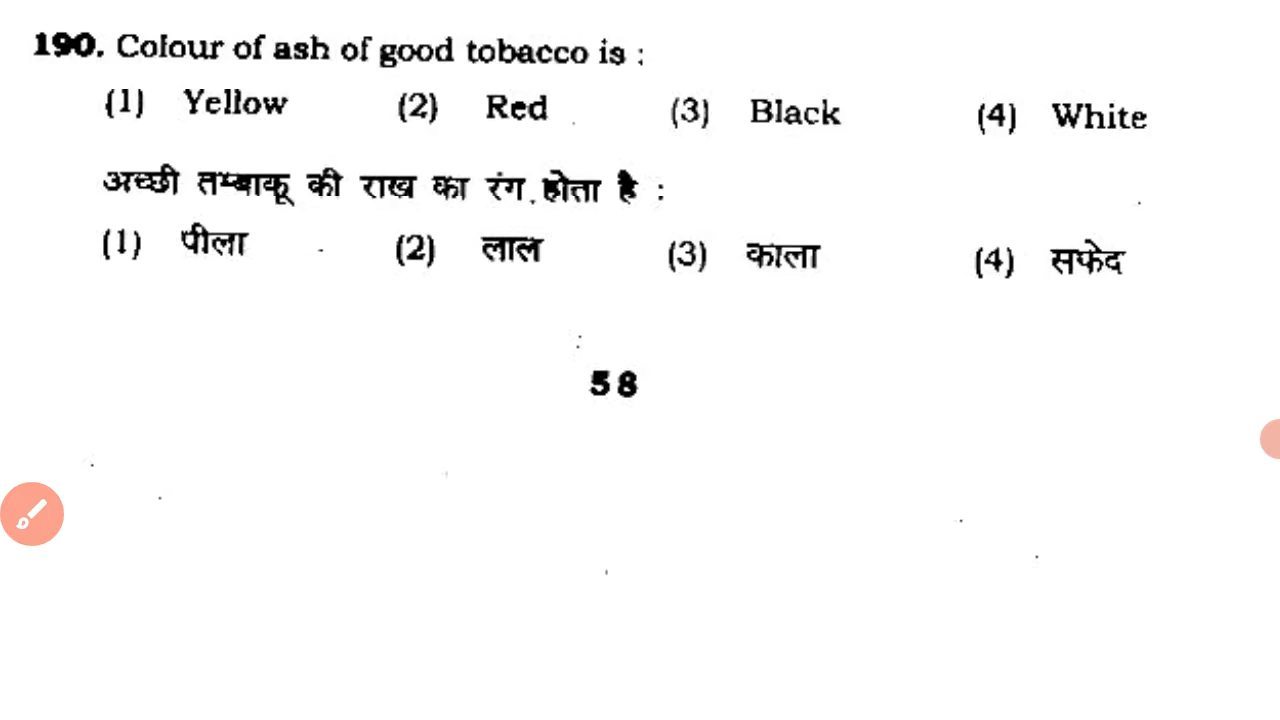 190. Colour of ash of good tobacco is :
(1) Yellow (2) Red (3) Black (4) White
अच्छी तम्बाकू की राख का रंग होता है :
(1) पीला (2) लाल (3) काला (4) सफेद
58